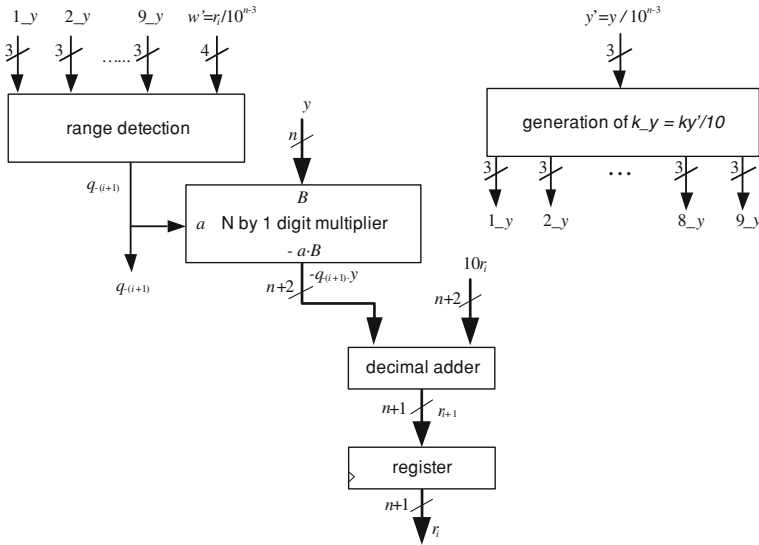 1_y 2_y 9_y w'=r_i/10^{n-3} y'=y / 10^{n-3}
3 3 ...... 3 4 3
range detection
generation of k_y = ky'/10
y
n
q_{-(i+1)}
3 3 ... 3 3
1_y 2_y 8_y 9_y
B
a N by 1 digit multiplier
- a·B
q_{-(i+1)}
n+2 -q_{-(i+1)}.y
10r_i
n+2
decimal adder
n+1 r_{i+1}
register
n+1
r_i